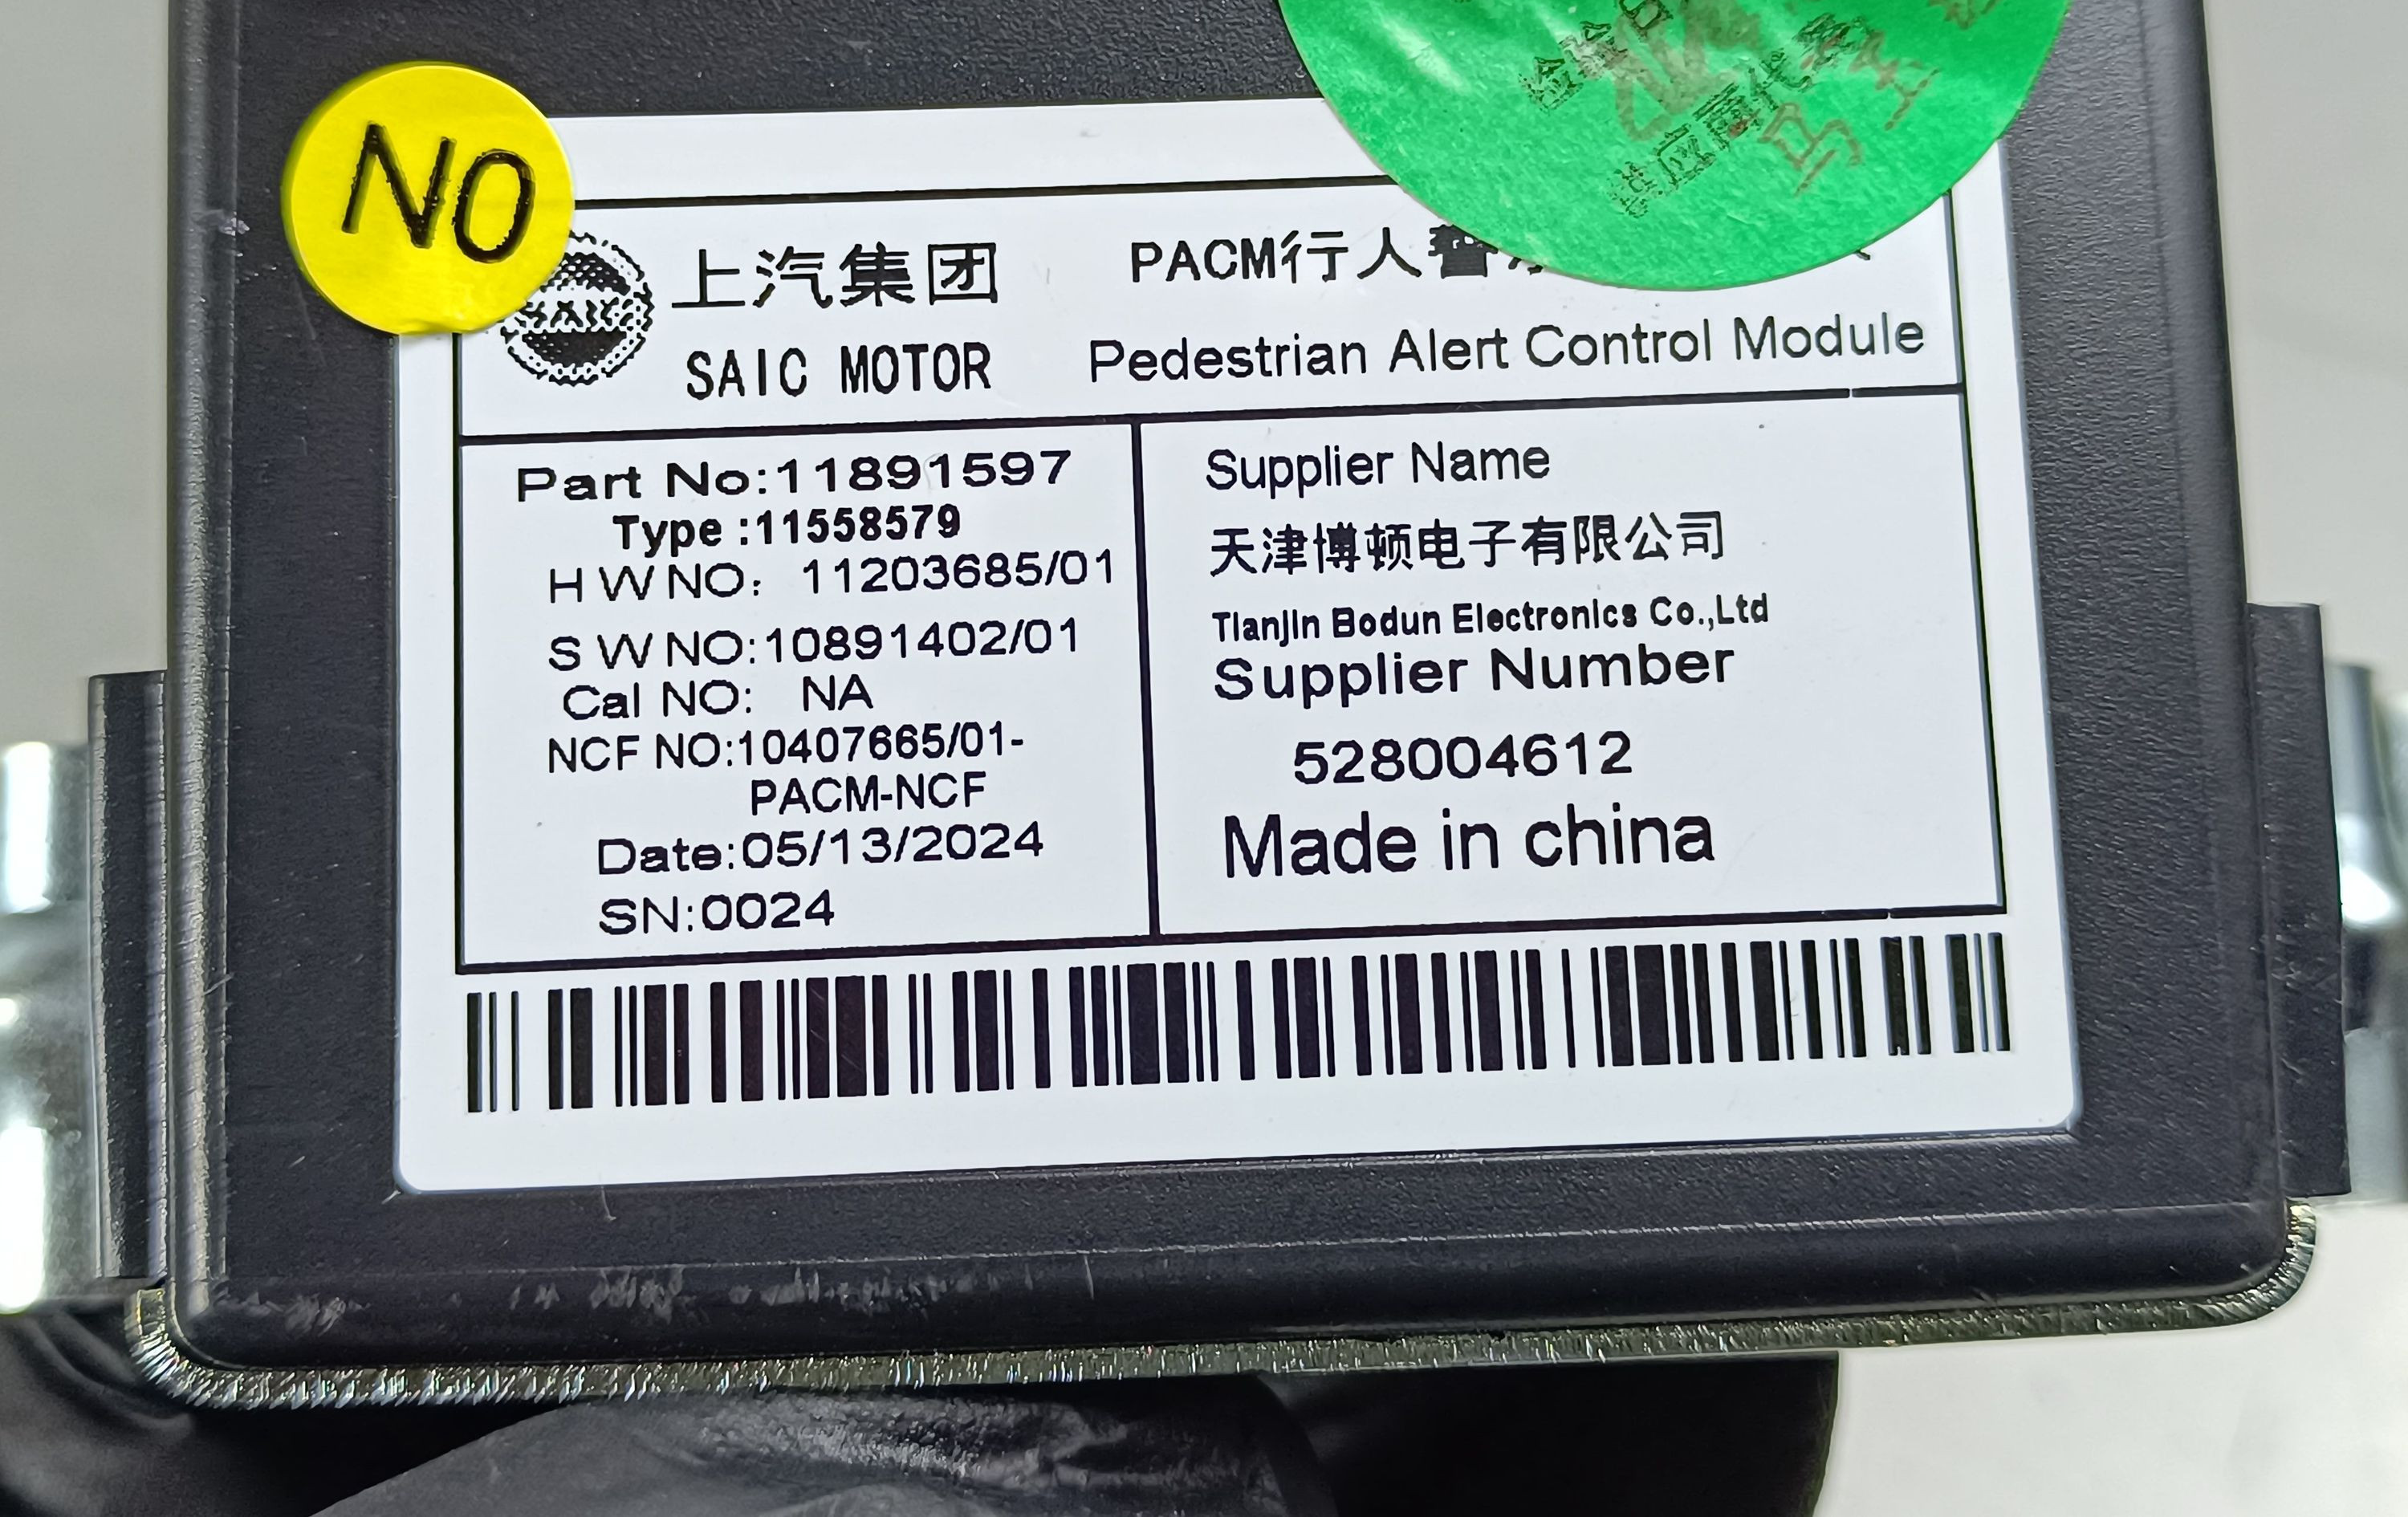 NO
SAIC
上汽集团
PACM行人警
SAIC MOTOR
Pedestrian Alert Control Module
Part No:11891597
Type :11558579
H W NO: 11203685/01
S W NO:10891402/01
Cal NO: NA
NCF NO:10407665/01-
PACM-NCF
Date:05/13/2024
SN:0024
Supplier Name
天津博顿电子有限公司
TianJin Bodun Electronics Co.,Ltd
Supplier Number
528004612
Made in china